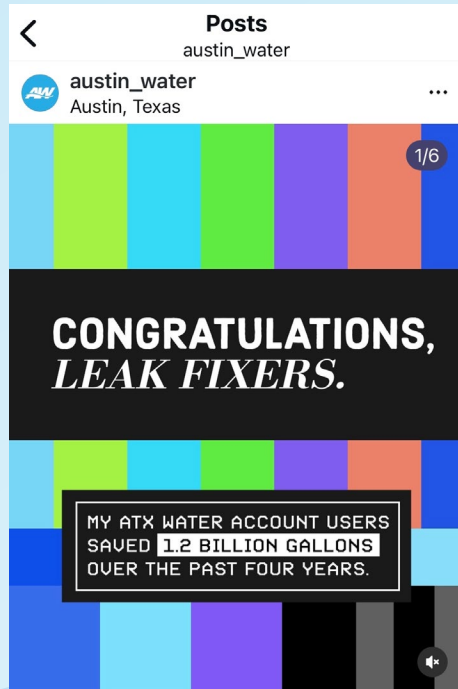 Posts
austin_water
AW
austin_water
Austin, Texas
1/6
CONGRATULATIONS,
LEAK FIXERS.
MY ATX WATER ACCOUNT USERS
SAVED 1.2 BILLION GALLONS
OVER THE PAST FOUR YEARS.